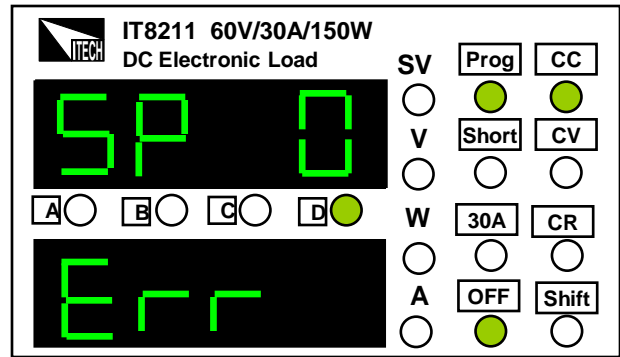 ITECH
IT8211 60V/30A/150W
DC Electronic Load
SV Prog CC
SP 0
V Short CV
A B C D
W 30A CR
Err
A OFF Shift